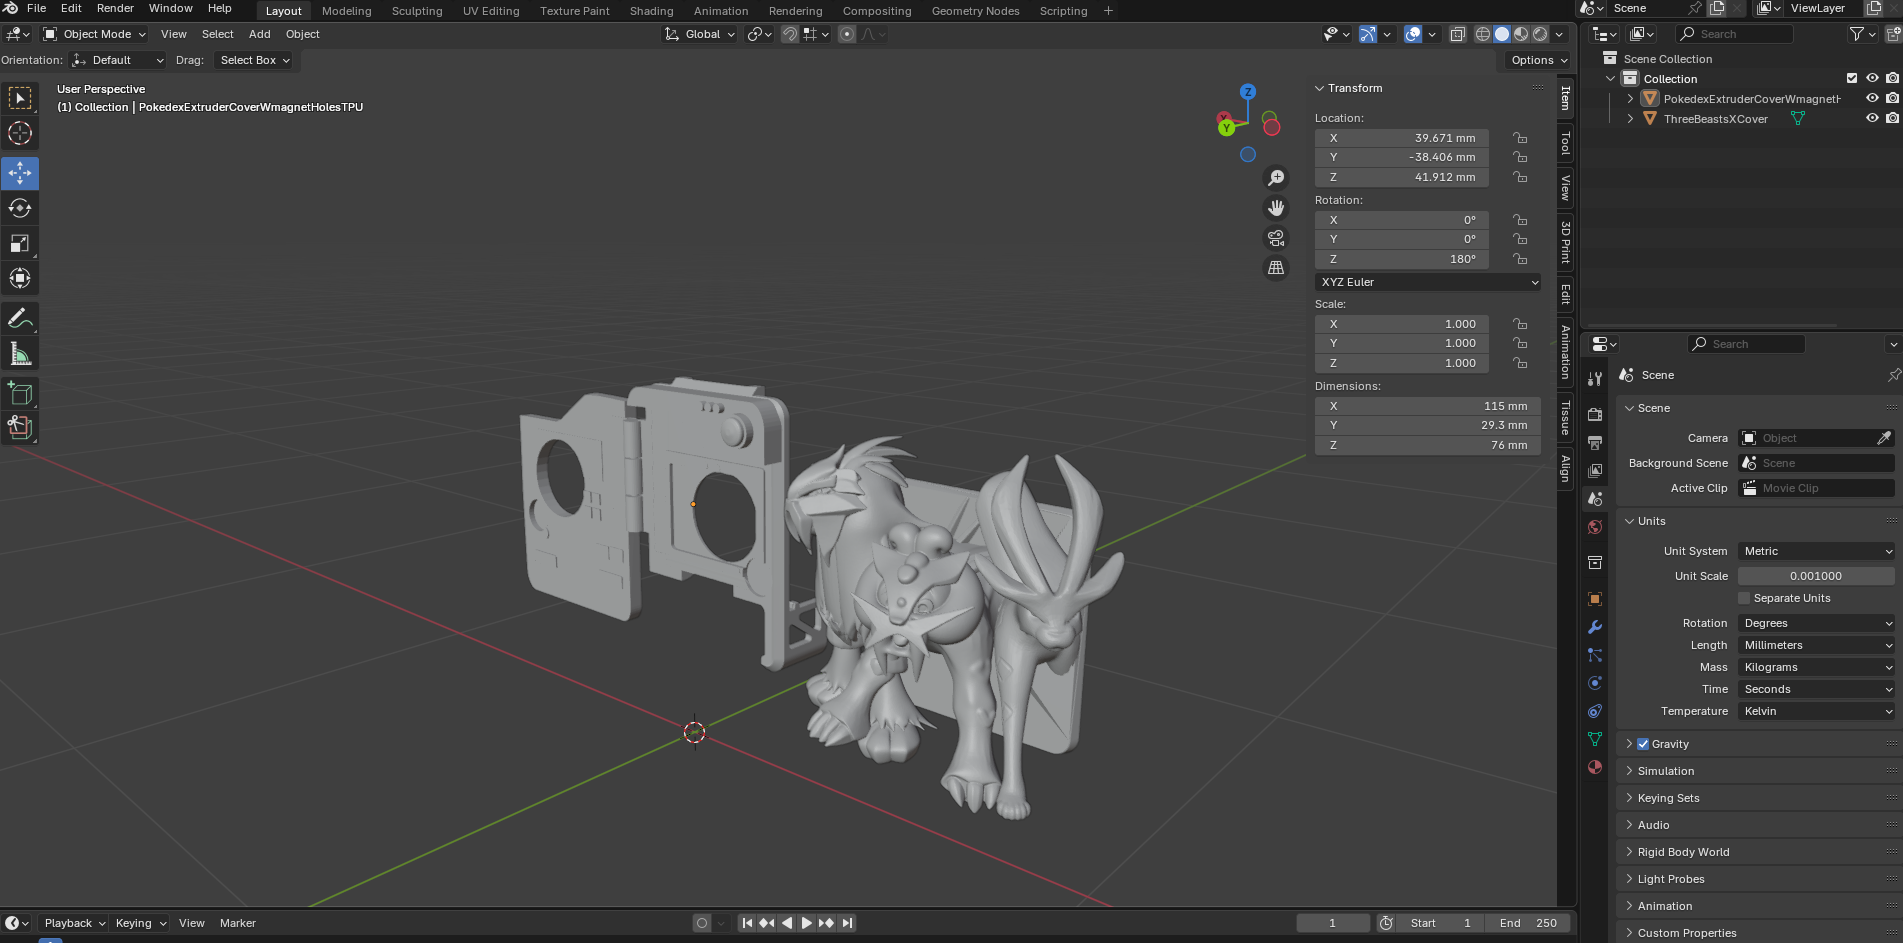 File Edit Render Window Help
Layout Modeling Sculpting UV Editing Texture Paint Shading Animation Rendering Compositing Geometry Nodes Scripting +
Scene ViewLayer
Object Mode View Select Add Object
Global
Search
Orientation: Default Drag: Select Box
Options
User Perspective
(1) Collection | PokedexExtruderCoverWmagnetHolesTPU
Z
Y
Transform
Location:
X 39.671 mm
Y -38.406 mm
Z 41.912 mm
Rotation:
X 0°
Y 0°
Z 180°
XYZ Euler
Scale:
X 1.000
Y 1.000
Z 1.000
Dimensions:
X 115 mm
Y 29.3 mm
Z 76 mm
Item
Tool
View
3D Print
Edit
Animation
Tissue
Align
Scene Collection
Collection
PokedexExtruderCoverWmagnetH
ThreeBeastsXCover
Search
Scene
Scene
Camera Object
Background Scene Scene
Active Clip Movie Clip
Units
Unit System Metric
Unit Scale 0.001000
Separate Units
Rotation Degrees
Length Millimeters
Mass Kilograms
Time Seconds
Temperature Kelvin
Gravity
Simulation
Keying Sets
Audio
Rigid Body World
Light Probes
Animation
Custom Properties
Playback Keying View Marker
1 Start 1 End 250